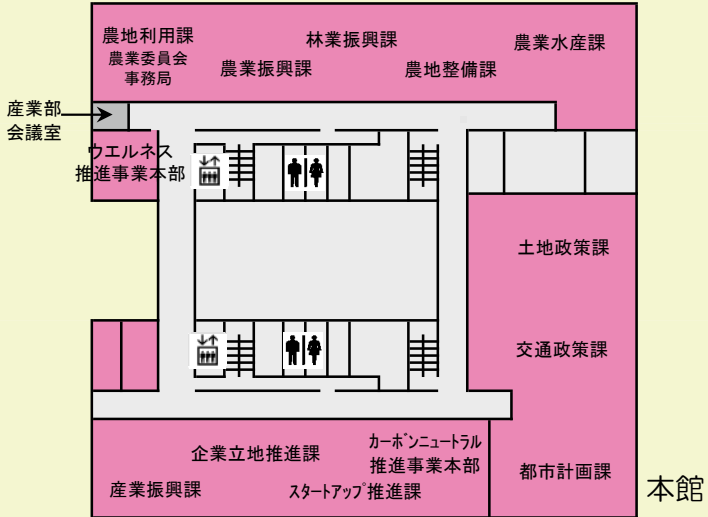 農地利用課
農業委員会
事務局
農業振興課
林業振興課
農地整備課
農業水産課
産業部
会議室
ウエルネス
推進事業本部
土地政策課
交通政策課
都市計画課
企業立地推進課
産業振興課
カーボンニュートラル
推進事業本部
スタートアップ推進課
本館